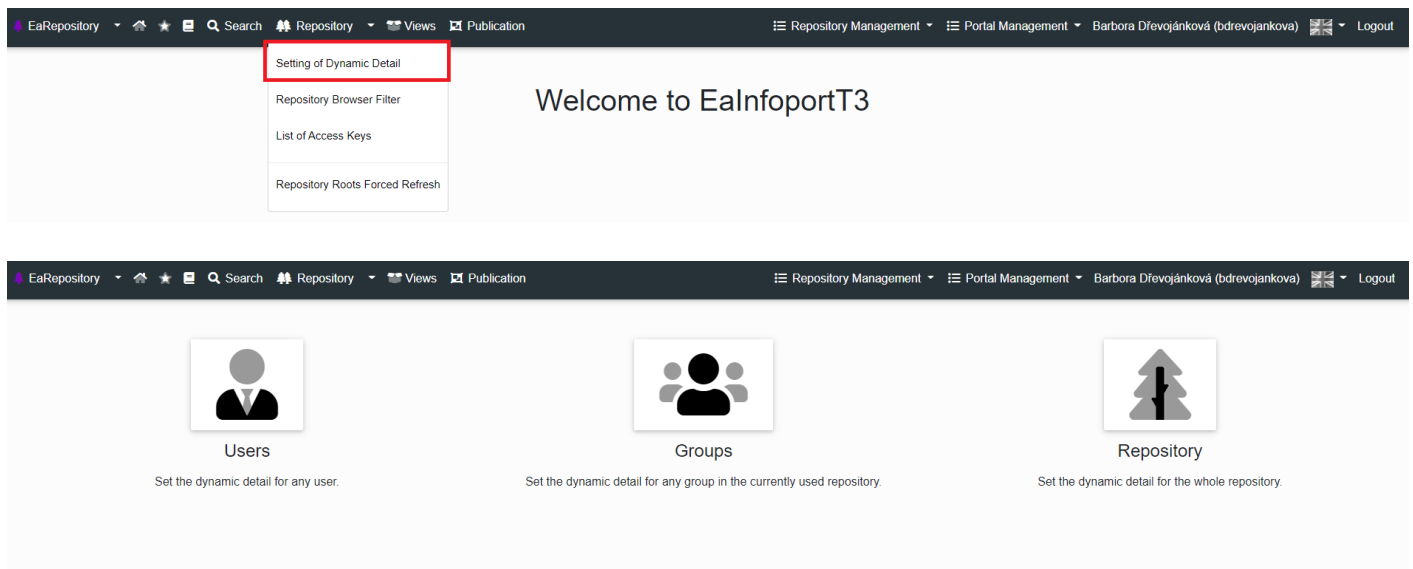 EaRepository Search Repository Views Publication Repository Management Portal Management Barbora Dřevojánková (bdrevojankova) Logout
Setting of Dynamic Detail
Repository Browser Filter
List of Access Keys
Repository Roots Forced Refresh
Welcome to EaInfoportT3
EaRepository Search Repository Views Publication Repository Management Portal Management Barbora Dřevojánková (bdrevojankova) Logout
Users Groups Repository
Set the dynamic detail for any user. Set the dynamic detail for any group in the currently used repository. Set the dynamic detail for the whole repository.